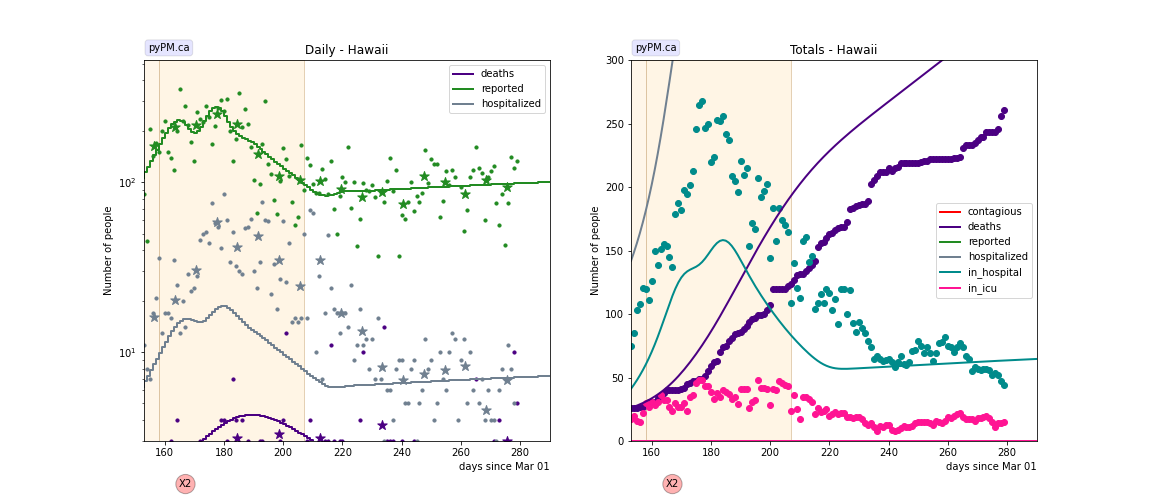 pyPM.ca
Daily - Hawaii
deaths
reported
hospitalized
Number of people
10²
10¹
160
180
200
220
240
260
280
days since Mar 01
X2
pyPM.ca
Totals - Hawaii
contagious
deaths
reported
hospitalized
in_hospital
in_icu
Number of people
300
250
200
150
100
50
0
160
180
200
220
240
260
280
days since Mar 01
X2